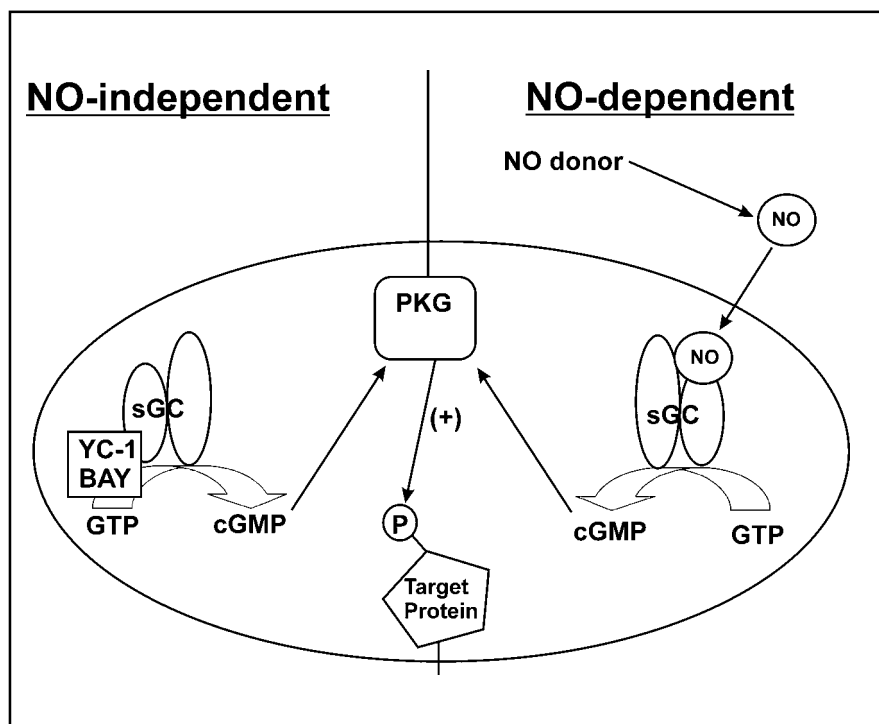 NO-independent
NO-dependent
NO donor
NO
PKG
NO
sGC
sGC
(+)
YC-1
BAY
GTP
cGMP
P
cGMP
GTP
Target
Protein